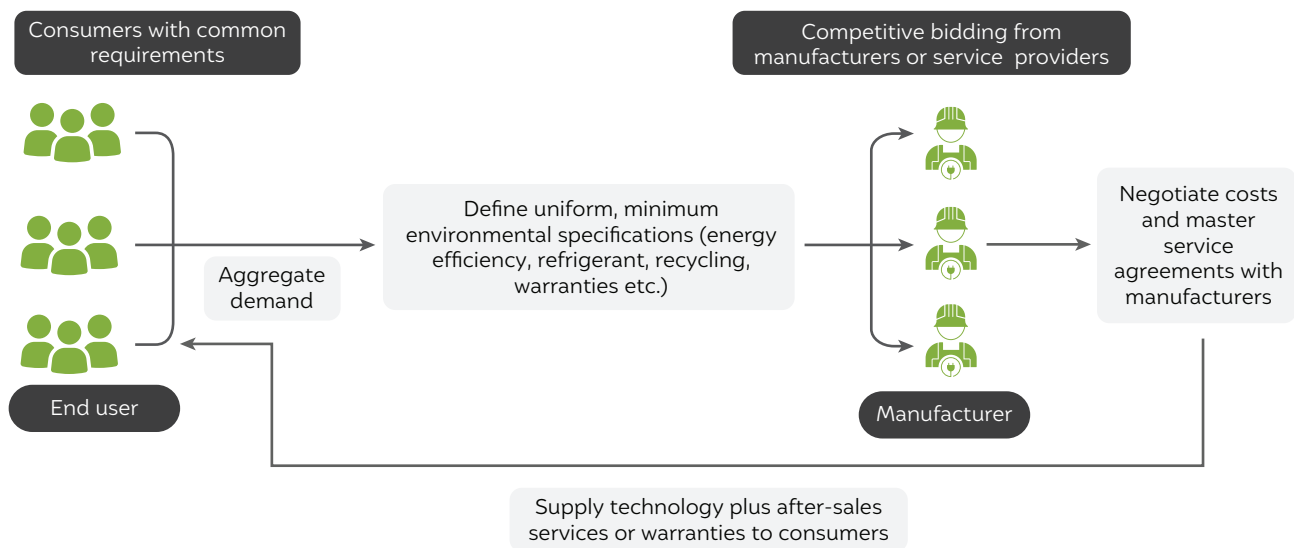 Consumers with common
requirements
Competitive bidding from
manufacturers or service providers
Define uniform, minimum
environmental specifications (energy
efficiency, refrigerant, recycling,
warranties etc.)
Aggregate
demand
Negotiate costs
and master
service
agreements with
manufacturers
End user
Manufacturer
Supply technology plus after-sales
services or warranties to consumers